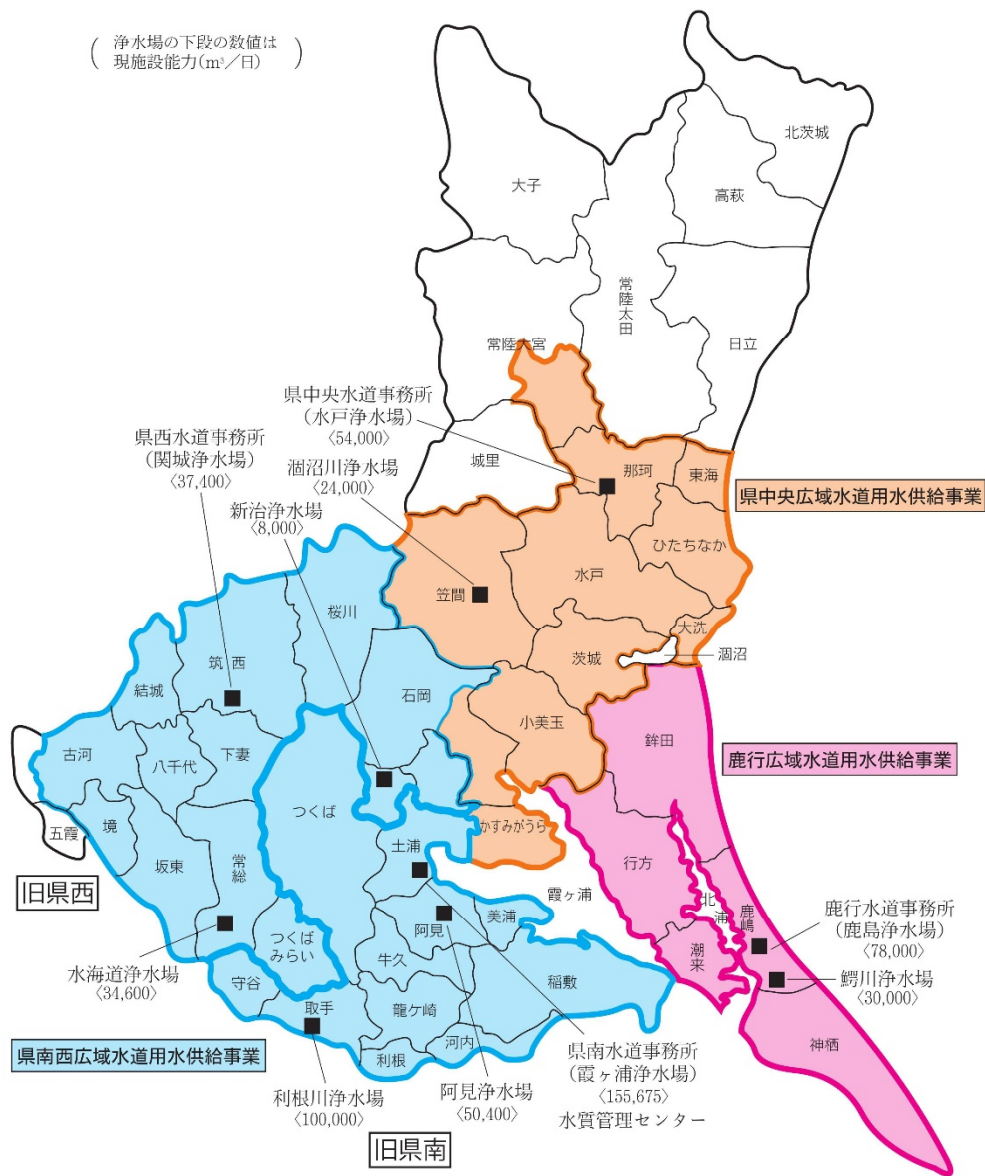 (浄水場の下段の数値は
現施設能力(m³/日))
北茨城
大子
高萩
常陸太田
日立
常陸大宮
県中央水道事務所
(水戸浄水場)
〈54,000〉
県西水道事務所
(関城浄水場)
〈37,400〉
涸沼川浄水場
〈24,000〉
新治浄水場
〈8,000〉
城里
那珂
東海
県中央広域水道用水供給事業
ひたちなか
水戸
笠間
大洗
涸沼
茨城
桜川
筑西
結城
石岡
小美玉
鉾田
鹿行広域水道用水供給事業
古河
八千代
下妻
つくば
かすみがうら
五霞
境
坂東
常総
土浦
行方
霞ヶ浦
北浦
鹿嶋
旧県西
阿見
美浦
潮来
鹿行水道事務所
(鹿島浄水場)
〈78,000〉
鰐川浄水場
〈30,000〉
つくば
みらい
牛久
稲敷
水海道浄水場
〈34,600〉
守谷
取手
龍ケ崎
河内
利根
神栖
県南西広域水道用水供給事業
利根川浄水場
〈100,000〉
阿見浄水場
〈50,400〉
県南水道事務所
(霞ヶ浦浄水場)
〈155,675〉
水質管理センター
旧県南